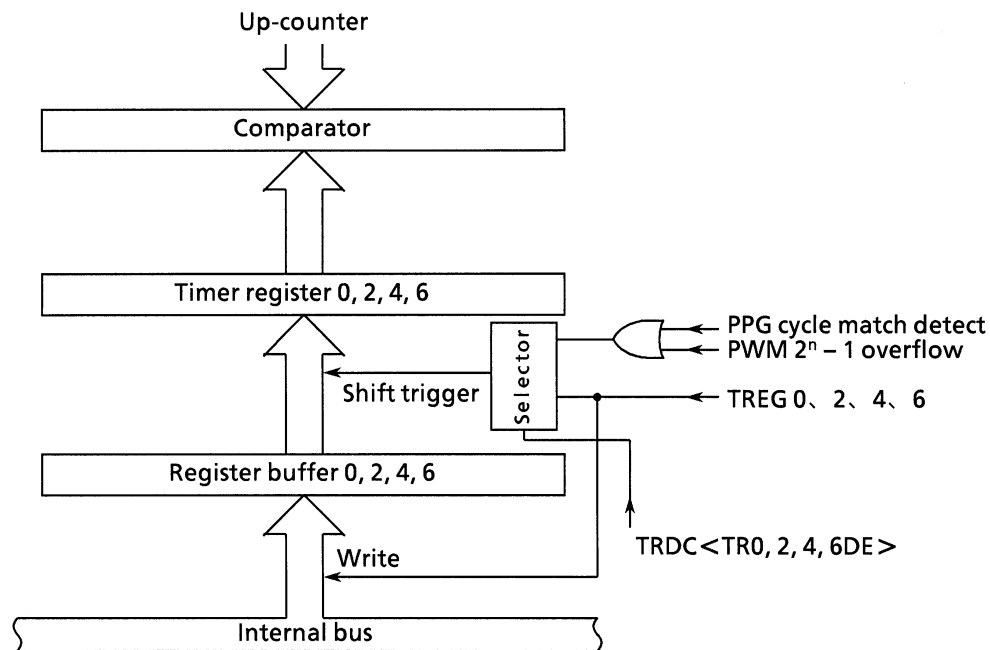 Up-counter
Comparator
Timer register 0, 2, 4, 6
PPG cycle match detect
PWM 2ⁿ – 1 overflow
Selector
Shift trigger
TREG 0、2、4、6
Register buffer 0, 2, 4, 6
TRDC<TR0, 2, 4, 6DE>
Write
Internal bus